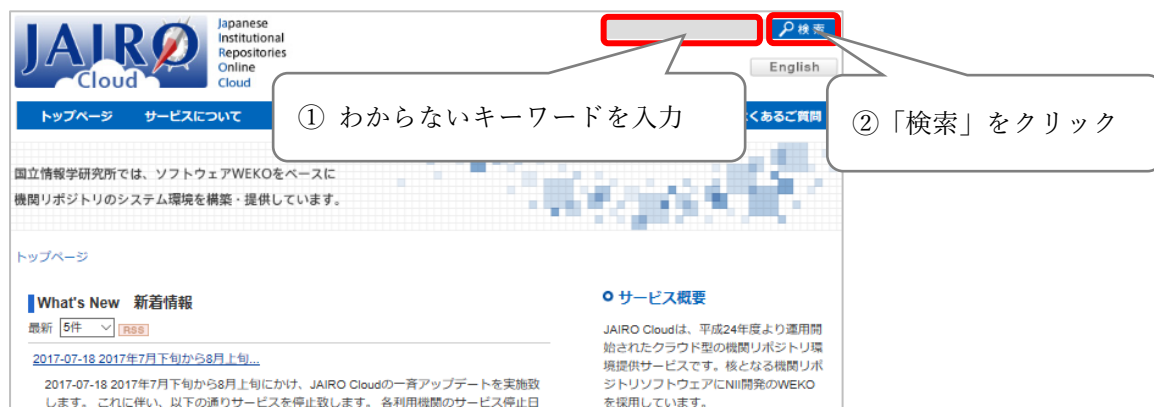 JAIRO
Cloud
Japanese
Institutional
Repositories
Online
Cloud
検索
English
トップページ サービスについて くあるご質問
① わからないキーワードを入力
②「検索」をクリック
国立情報学研究所では、ソフトウェアWEKOをベースに
機関リポジトリのシステム環境を構築・提供しています。
トップページ
What's New 新着情報
最新 5件 RSS
2017-07-18 2017年7月下旬から8月上旬...
2017-07-18 2017年7月下旬から8月上旬にかけ、JAIRO Cloudの一斉アップデートを実施致
します。 これに伴い、以下の通りサービスを停止致します。 各利用機関のサービス停止日
サービス概要
JAIRO Cloudは、平成24年度より運用開
始されたクラウド型の機関リポジトリ環
境提供サービスです。核となる機関リポ
ジトリソフトウェアにNII開発のWEKO
を採用しています。